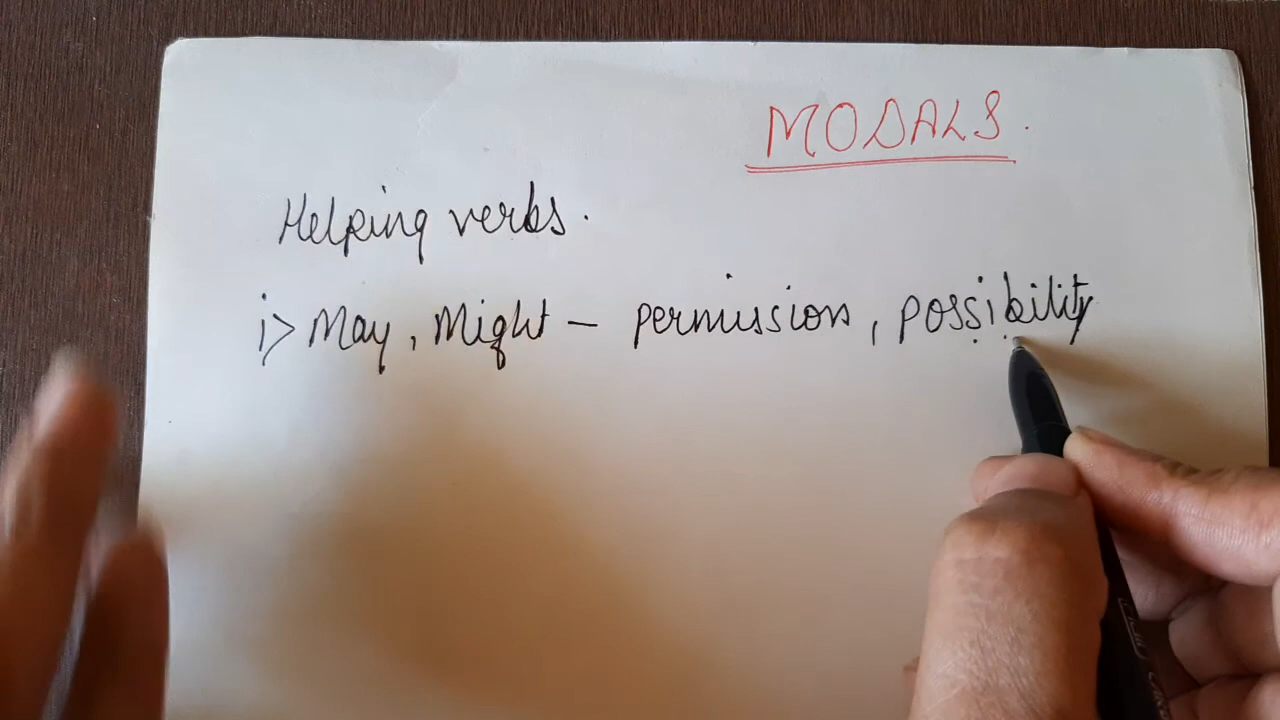 MODALS.
Helping verbs.
i> May, Might - permission, possibility